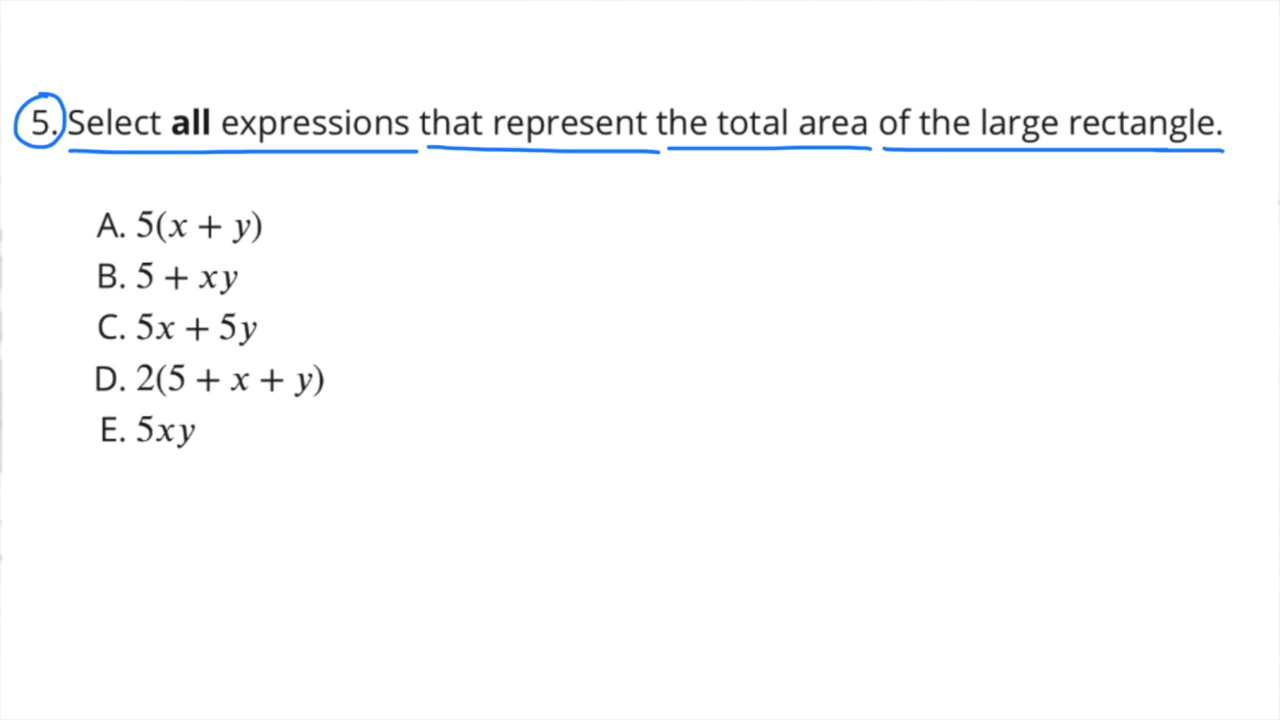 5. Select all expressions that represent the total area of the large rectangle.
A. 5(x + y)
B. 5 + xy
C. 5x + 5y
D. 2(5 + x + y)
E. 5xy